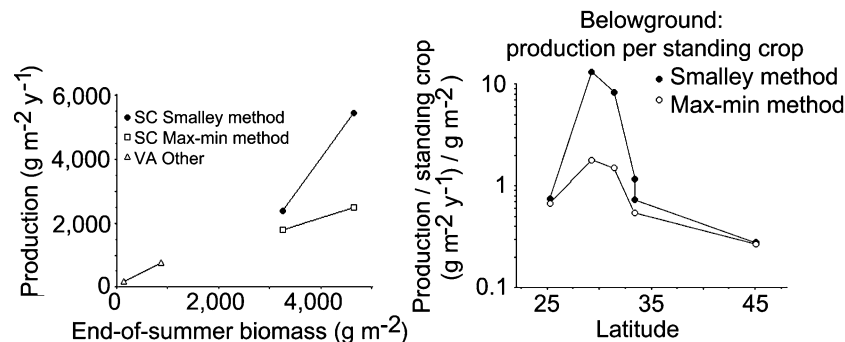 Production (g m-2 y-1)
6,000
4,000
2,000
0
SC Smalley method
SC Max-min method
VA Other
0
2,000
4,000
End-of-summer biomass (g m-2)
Belowground:
production per standing crop
Smalley method
Max-min method
Production / standing crop
(g m-2 y-1) / g m-2 )
10
1
0.1
25
35
45
Latitude